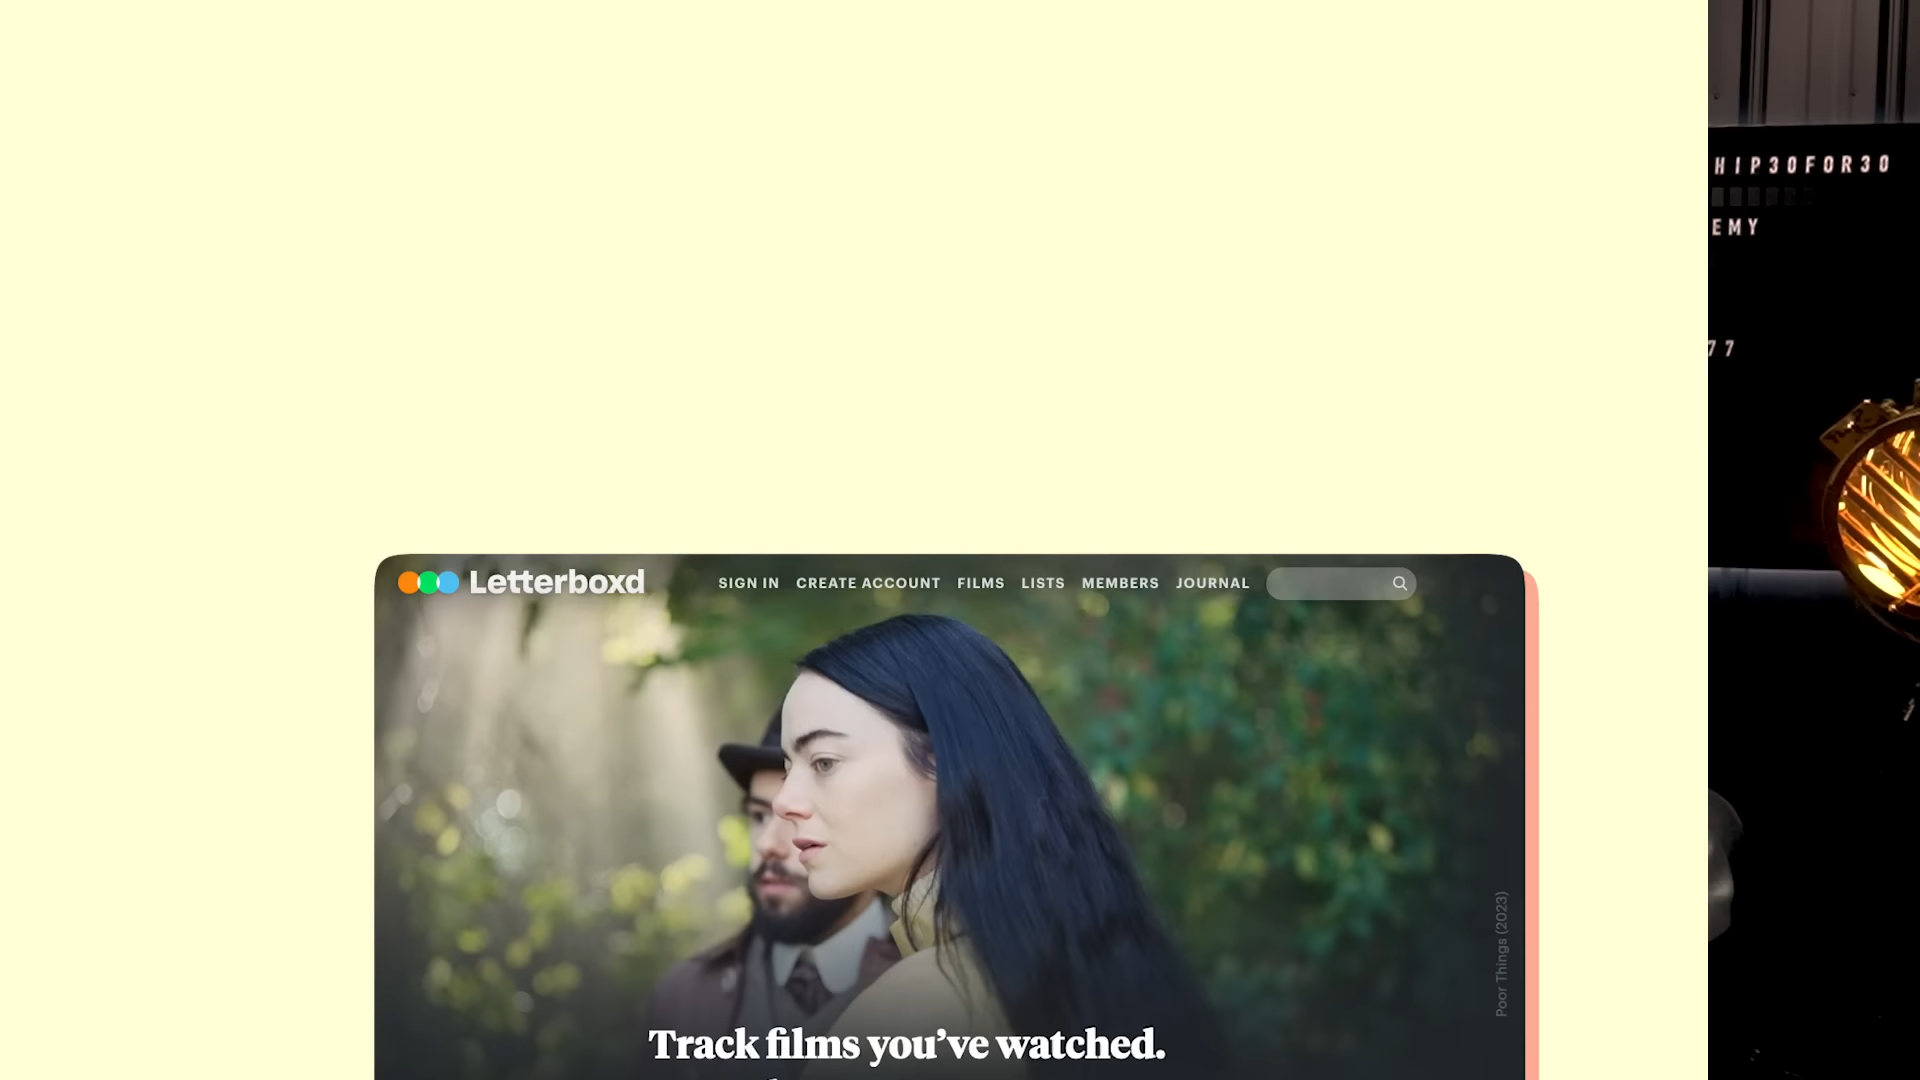 HIP30FOR30
EMY
77
Letterboxd
SIGN IN CREATE ACCOUNT FILMS LISTS MEMBERS JOURNAL
Poor Things (2023)
Track films you’ve watched.